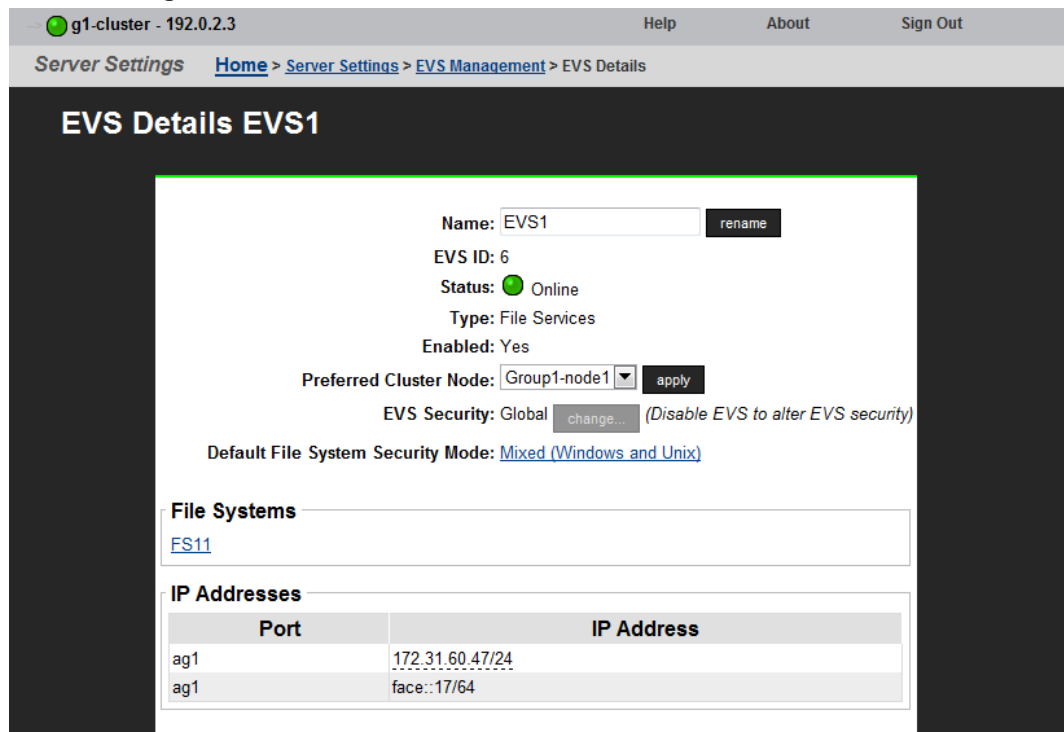 g1-cluster - 192.0.2.3 Help About Sign Out
Server Settings Home > Server Settings > EVS Management > EVS Details
EVS Details EVS1
Name: EVS1 rename
EVS ID: 6
Status: Online
Type: File Services
Enabled: Yes
Preferred Cluster Node: Group1-node1 apply
EVS Security: Global change... (Disable EVS to alter EVS security)
Default File System Security Mode: Mixed (Windows and Unix)
File Systems
FS11
IP Addresses
Port IP Address
ag1 172.31.60.47/24
ag1 face::17/64